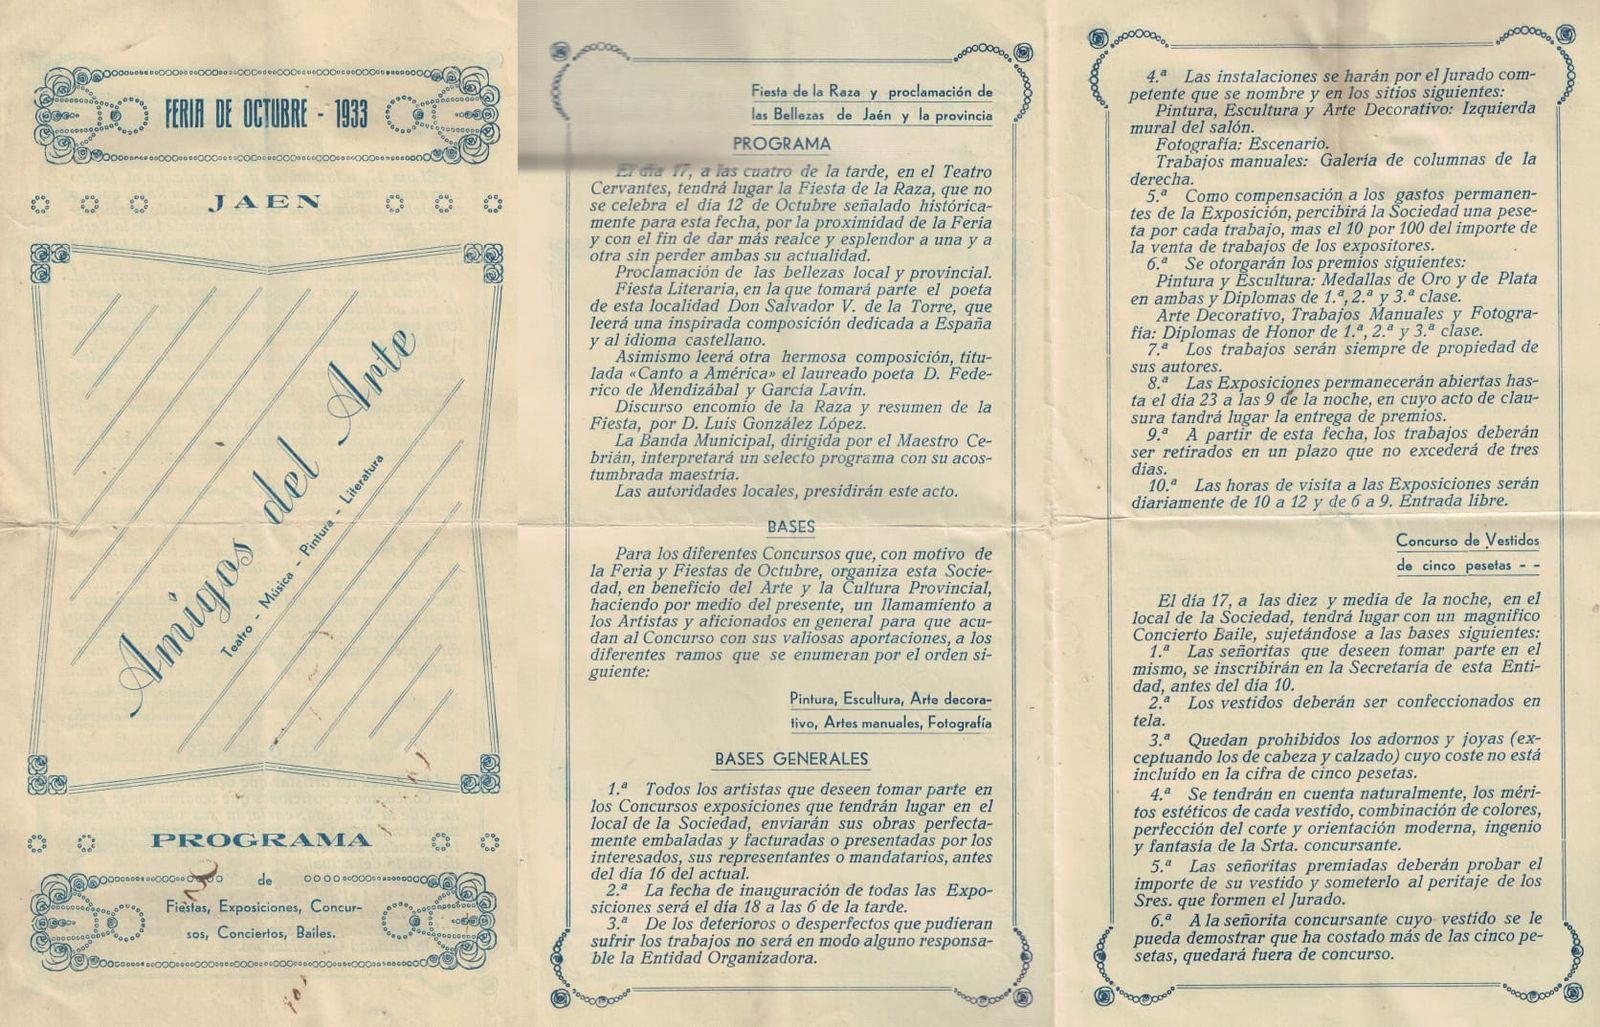 FERIA DE OCTUBRE - 1933
JAEN
Amigos del Arte
Teatro - Música - Pintura - Literatura
PROGRAMA
de
Fiestas, Exposiciones, Concur-
sos, Conciertos, Bailes.
Fiesta de la Raza y proclamación de
las Bellezas de Jaén y la provincia
PROGRAMA
El día 17, a las cuatro de la tarde, en el Teatro
Cervantes, tendrá lugar la Fiesta de la Raza, que no
se celebra el día 12 de Octubre señalado histórica-
mente para esta fecha, por la proximidad de la Feria
y con el fin de dar más realce y esplendor a una y a
otra sin perder ambas su actualidad.
Proclamación de las bellezas local y provincial.
Fiesta Literaria, en la que tomará parte el poeta
de esta localidad Don Salvador V. de la Torre, que
leerá una inspirada composición dedicada a España
y al idioma castellano.
Asimismo leerá otra hermosa composición, titu-
lada «Canto a América» el laureado poeta D. Fede-
rico de Mendizábal y García Lavín.
Discurso encomio de la Raza y resumen de la
Fiesta, por D. Luis González López.
La Banda Municipal, dirigida por el Maestro Ce-
brián, interpretará un selecto programa con su acos-
tumbrada maestría.
Las autoridades locales, presidirán este acto.
BASES
Para los diferentes Concursos que, con motivo de
la Feria y Fiestas de Octubre, organiza esta Socie-
dad, en beneficio del Arte y la Cultura Provincial,
haciendo por medio del presente, un llamamiento a
los Artistas y aficionados en general para que acu-
dan al Concurso con sus valiosas aportaciones, a los
diferentes ramos que se enumeran por el orden si-
guiente:
Pintura, Escultura, Arte decora-
tivo, Artes manuales, Fotografía
BASES GENERALES
1.ª Todos los artistas que deseen tomar parte en
los Concursos exposiciones que tendrán lugar en el
local de la Sociedad, enviarán sus obras perfecta-
mente embaladas y facturadas o presentadas por los
interesados, sus representantes o mandatarios, antes
del día 16 del actual.
2.ª La fecha de inauguración de todas las Expo-
siciones será el día 18 a las 6 de la tarde.
3.ª De los deterioros o desperfectos que pudieran
sufrir los trabajos no será en modo alguno responsa-
ble la Entidad Organizadora.
4.ª Las instalaciones se harán por el Jurado com-
petente que se nombre y en los sitios siguientes:
Pintura, Escultura y Arte Decorativo: Izquierda
mural del salón.
Fotografía: Escenario.
Trabajos manuales: Galería de columnas de la
derecha.
5.ª Como compensación a los gastos permanen-
tes de la Exposición, percibirá la Sociedad una pese-
ta por cada trabajo, mas el 10 por 100 del importe de
la venta de trabajos de los expositores.
6.ª Se otorgarán los premios siguientes:
Pintura y Escultura: Medallas de Oro y de Plata
en ambas y Diplomas de 1.ª, 2.ª y 3.ª clase.
Arte Decorativo, Trabajos Manuales y Fotogra-
fía: Diplomas de Honor de 1.ª, 2.ª y 3.ª clase.
7.ª Los trabajos serán siempre de propiedad de
sus autores.
8.ª Las Exposiciones permanecerán abiertas has-
ta el día 23 a las 9 de la noche, en cuyo acto de clau-
sura tandrá lugar la entrega de premios.
9.ª A partir de esta fecha, los trabajos deberán
ser retirados en un plazo que no excederá de tres
dias.
10.ª Las horas de visita a las Exposiciones serán
diariamente de 10 a 12 y de 6 a 9. Entrada libre.
Concurso de Vestidos
de cinco pesetas - -
El día 17, a las diez y media de la noche, en el
local de la Sociedad, tendrá lugar con un magnífico
Concierto Baile, sujetándose a las bases siguientes:
1.ª Las señoritas que deseen tomar parte en el
mismo, se inscribirán en la Secretaría de esta Enti-
dad, antes del día 10.
2.ª Los vestidos deberán ser confeccionados en
tela.
3.ª Quedan prohibidos los adornos y joyas (ex-
ceptuando los de cabeza y calzado) cuyo coste no está
incluído en la cifra de cinco pesetas.
4.ª Se tendrán en cuenta naturalmente, los méri-
tos estéticos de cada vestido, combinación de colores,
perfección del corte y orientación moderna, ingenio
y fantasía de la Srta. concursante.
5.ª Las señoritas premiadas deberán probar el
importe de su vestido y someterlo al peritaje de los
Sres. que formen el Jurado.
6.ª A la señorita concursante cuyo vestido se le
pueda demostrar que ha costado más de las cinco pe-
setas, quedará fuera de concurso.